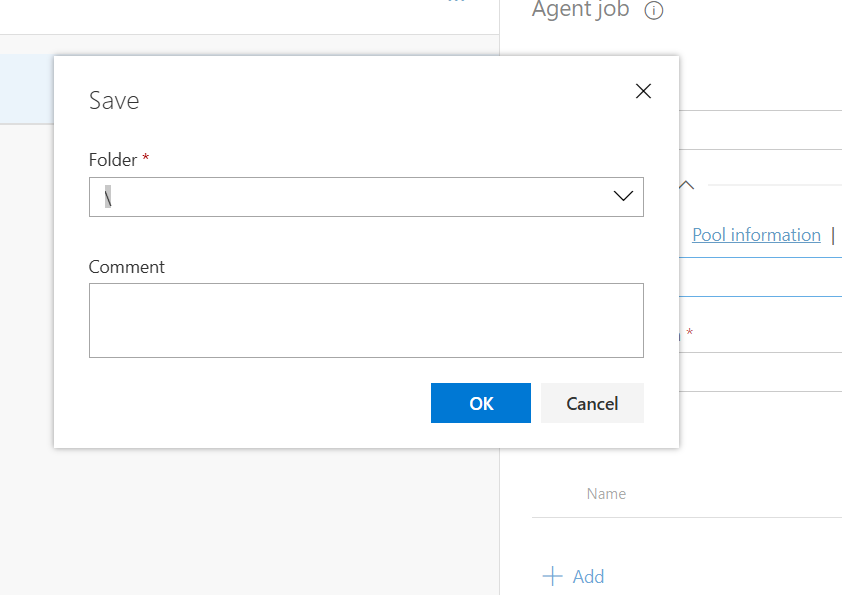 Agent job
Save
Folder *
\
Pool information |
Comment
*
OK
Cancel
Name
+ Add